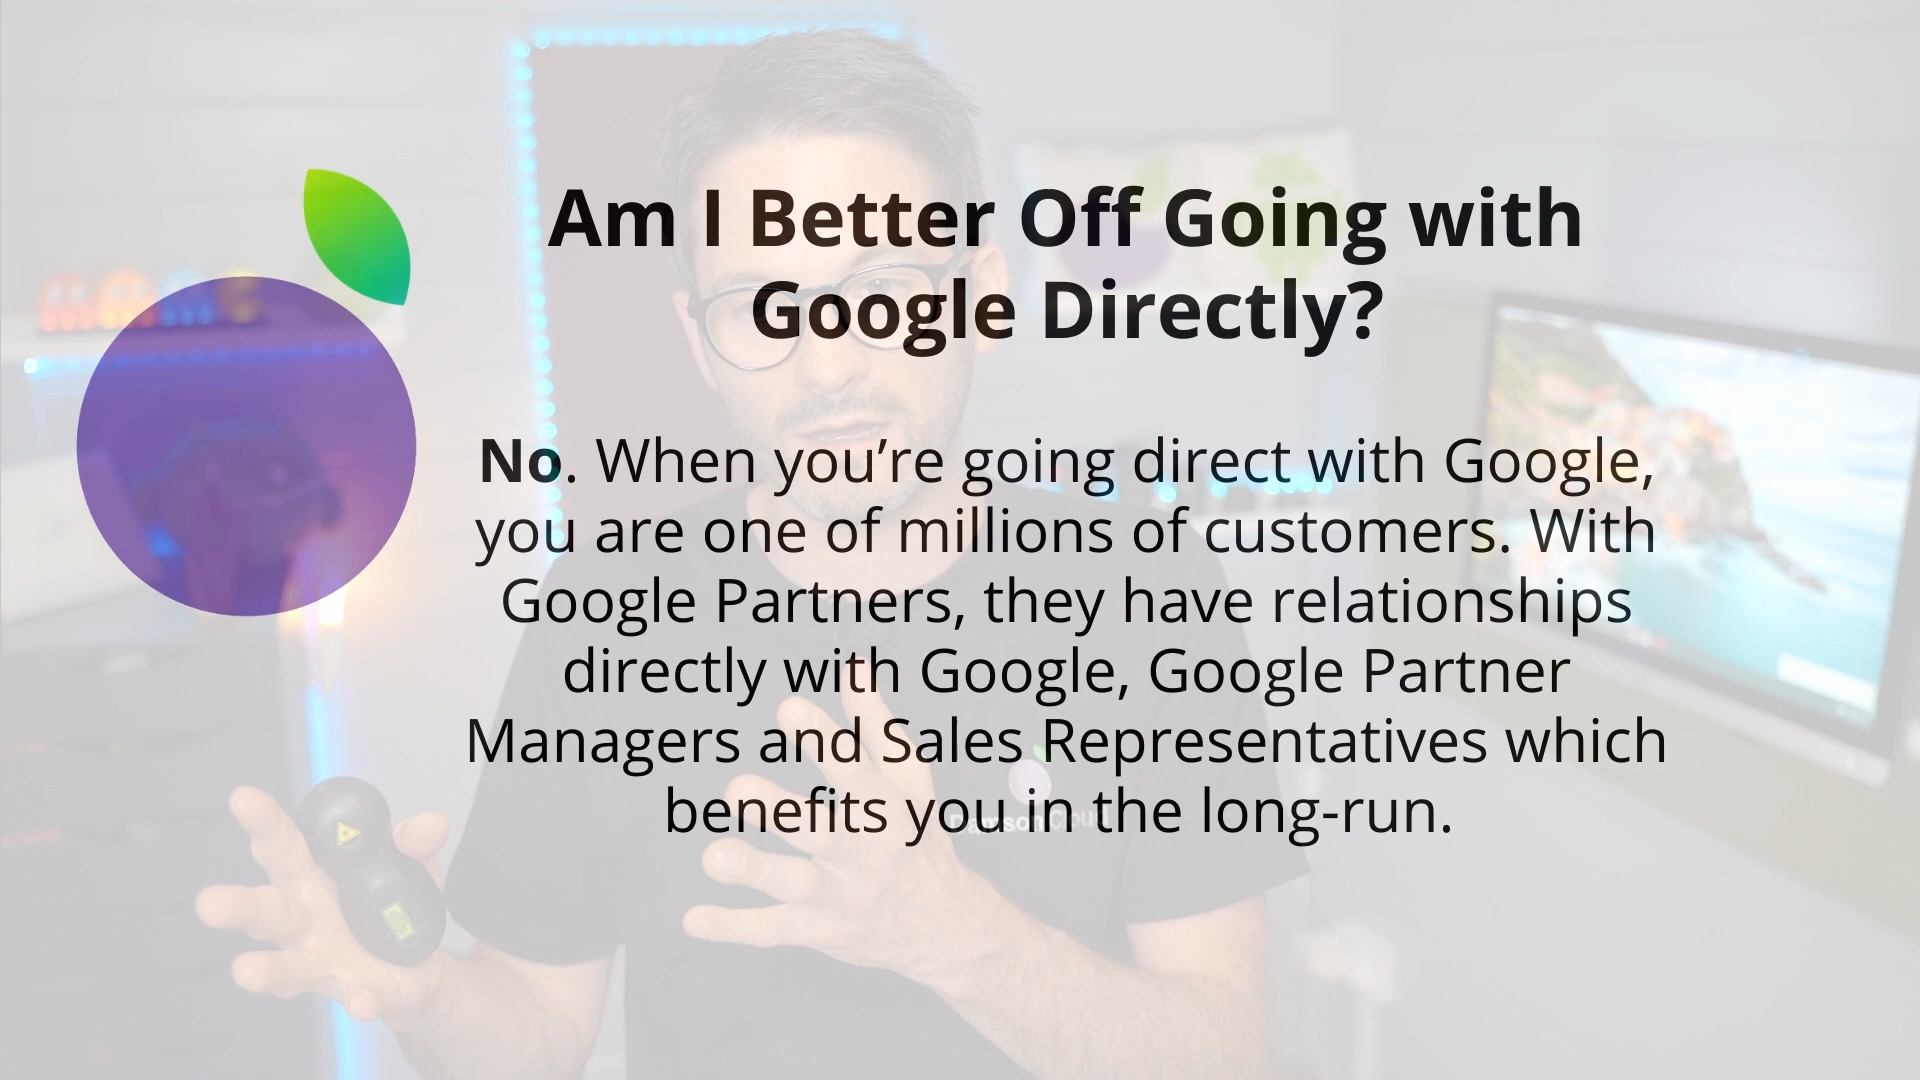 Am I Better Off Going with
Google Directly?
No. When you’re going direct with Google,
you are one of millions of customers. With
Google Partners, they have relationships
directly with Google, Google Partner
Managers and Sales Representatives which
benefits you in the long-run.
Damson Cloud